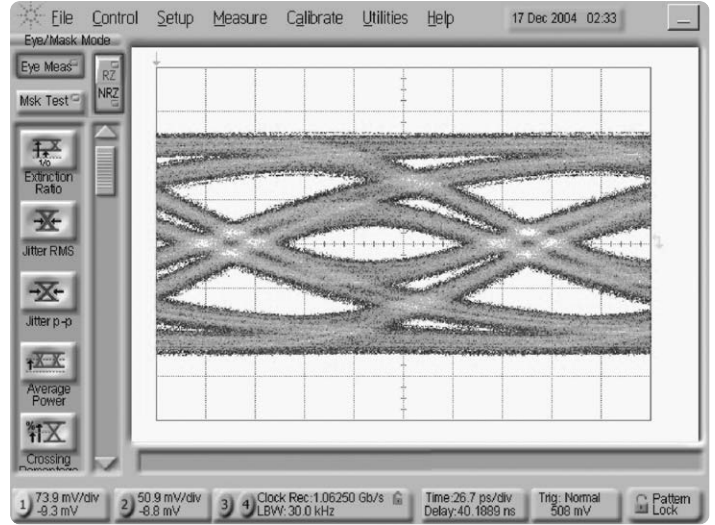 File Control Setup Measure Calibrate Utilities Help 17 Dec 2004 02:33
Eye/Mask Mode
Eye Meas
RZ
NRZ
Msk Test
1/0
Extinction
Ratio
Jitter RMS
Jitter p-p
Average
Power
%
Crossing
1) 73.9 mV/div
-9.3 mV
2) 50.9 mV/div
-8.8 mV
3) 4)
Clock Rec:1.06250 Gb/s
LBW: 30.0 kHz
Time:26.7 ps/div
Delay:40.1889 ns
Trig: Normal
508 mV
Pattern
Lock